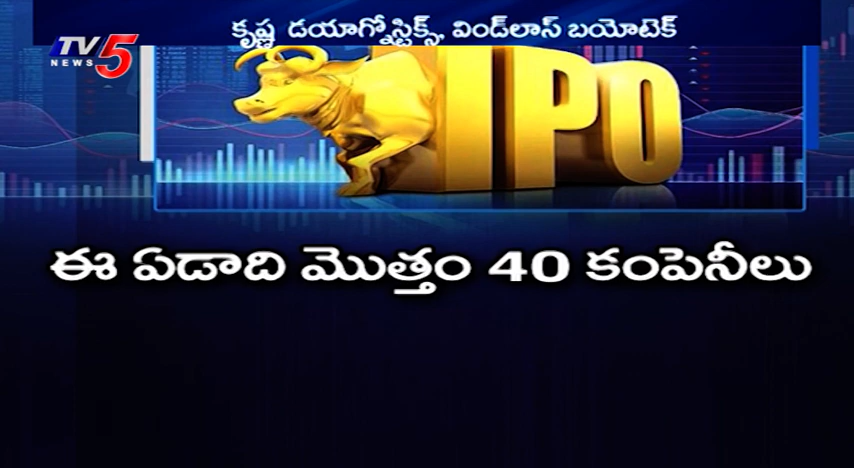 కృష్ణ డయాగ్నోస్టిక్స్, విండ్‌లాస్ బయోటెక్
TV5
NEWS
IPO
ఈ ఏడాది మొత్తం 40 కంపెనీలు